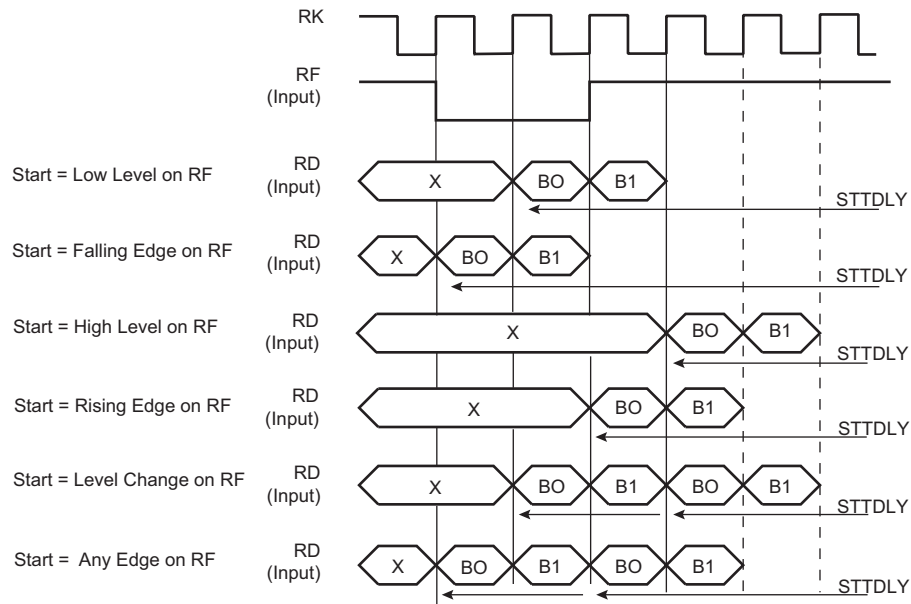 RK
RF
(Input)
Start = Low Level on RF
RD
(Input)
X
BO
B1
STTDLY
Start = Falling Edge on RF
RD
(Input)
X
BO
B1
STTDLY
Start = High Level on RF
RD
(Input)
X
BO
B1
STTDLY
Start = Rising Edge on RF
RD
(Input)
X
BO
B1
STTDLY
Start = Level Change on RF
RD
(Input)
X
BO
B1
BO
B1
STTDLY
Start = Any Edge on RF
RD
(Input)
X
BO
B1
BO
B1
STTDLY